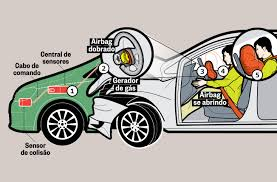 Airbag
dobrado
Central de
sensores
Cabo de
comando
Gerador
de gás
Airbag
se abrindo
Sensor
de colisão
1
2
3
4
5